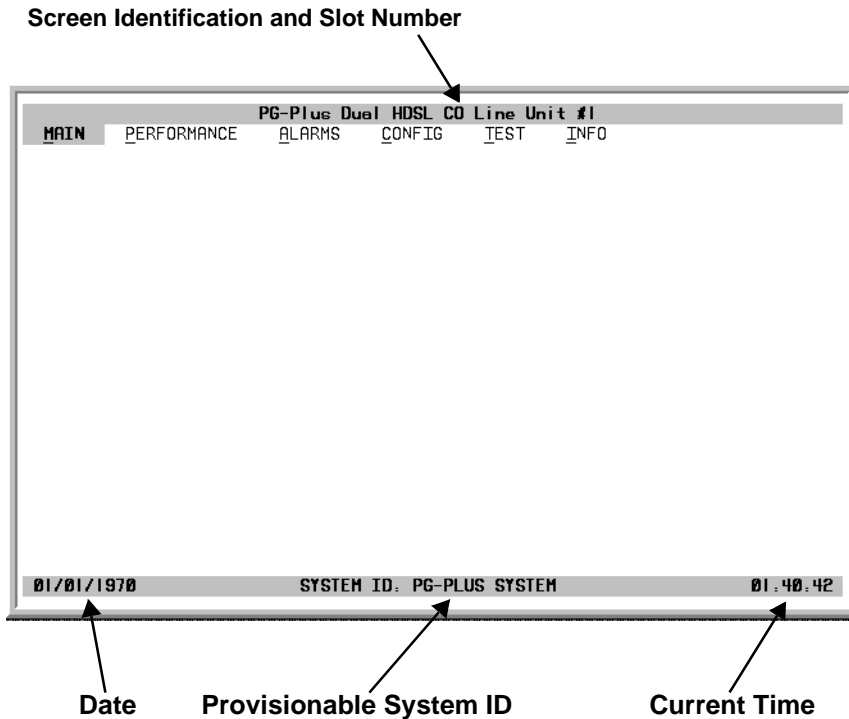 Screen Identification and Slot Number
PG-Plus Dual HDSL CO Line Unit #1
MAIN PERFORMANCE ALARMS CONFIG TEST INFO
01/01/1970 SYSTEM ID: PG-PLUS SYSTEM 01:40:42
Date Provisionable System ID Current Time